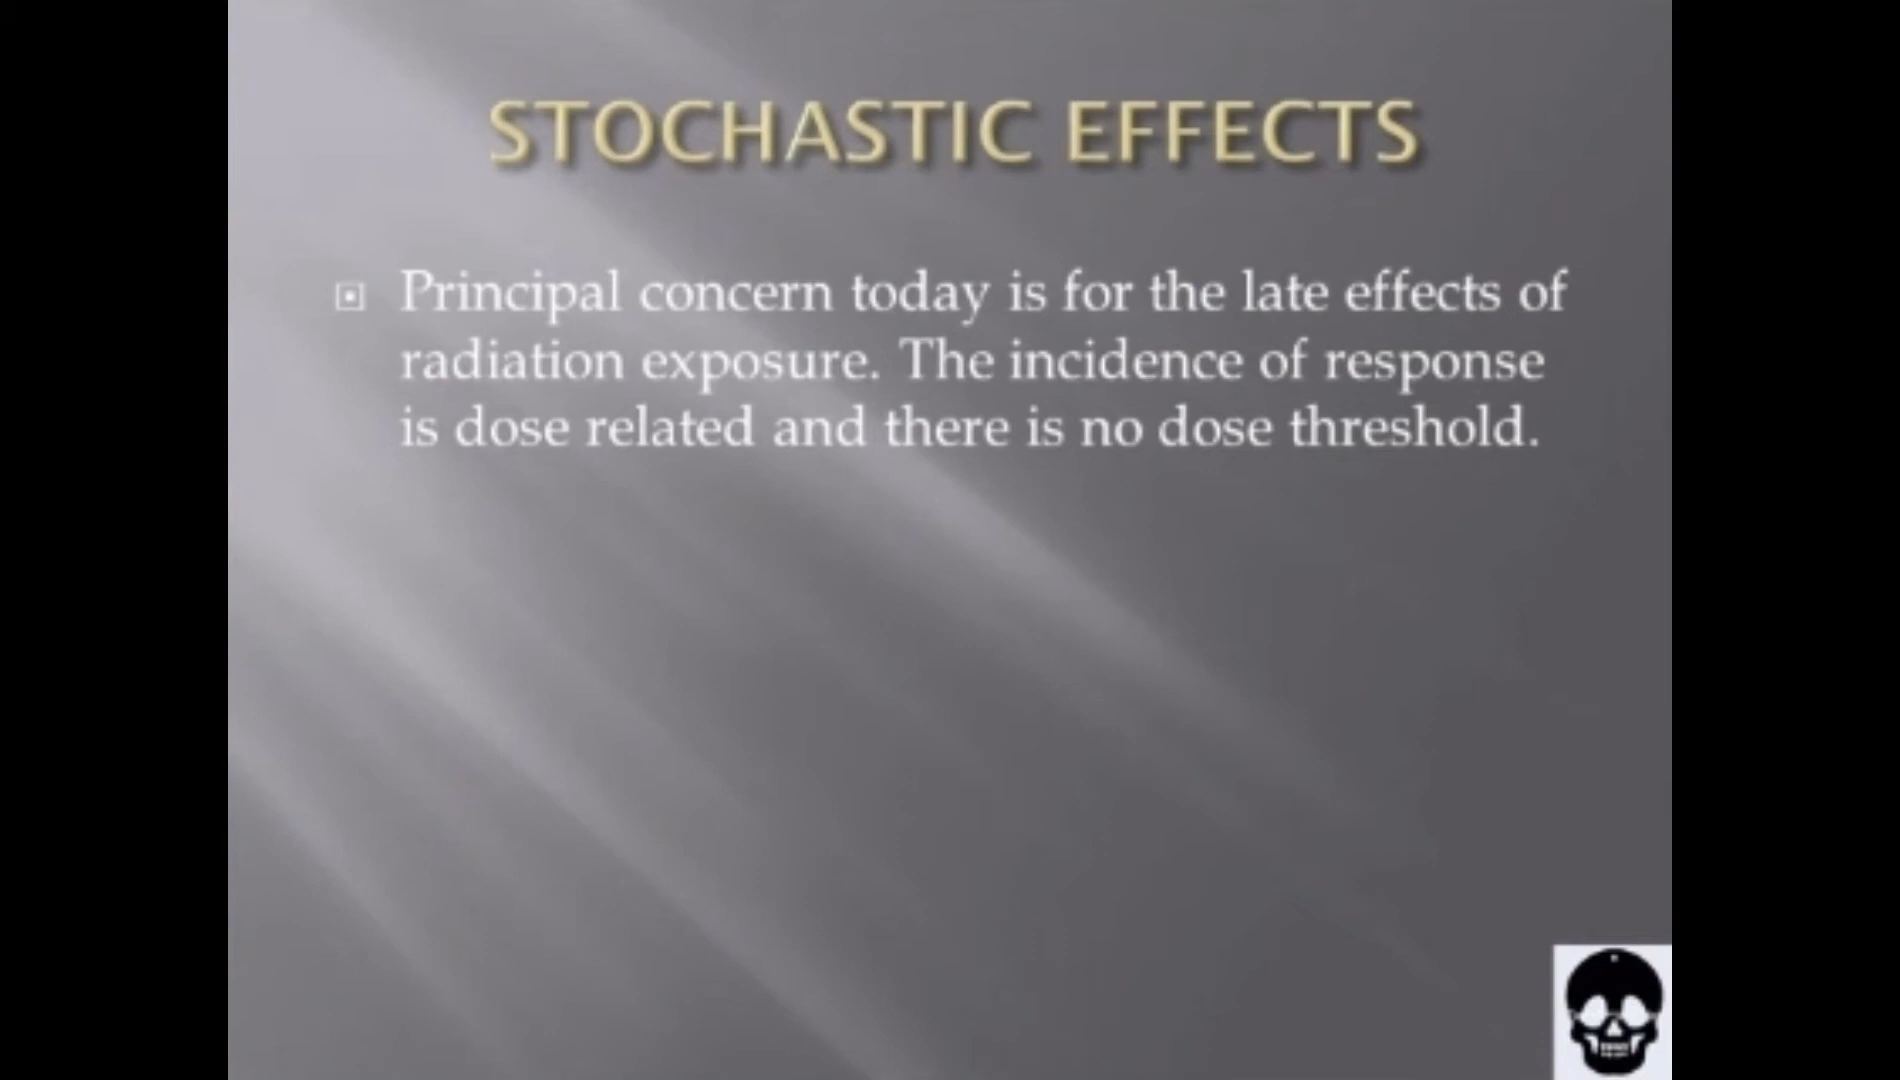 STOCHASTIC EFFECTS
Principal concern today is for the late effects of
radiation exposure. The incidence of response
is dose related and there is no dose threshold.